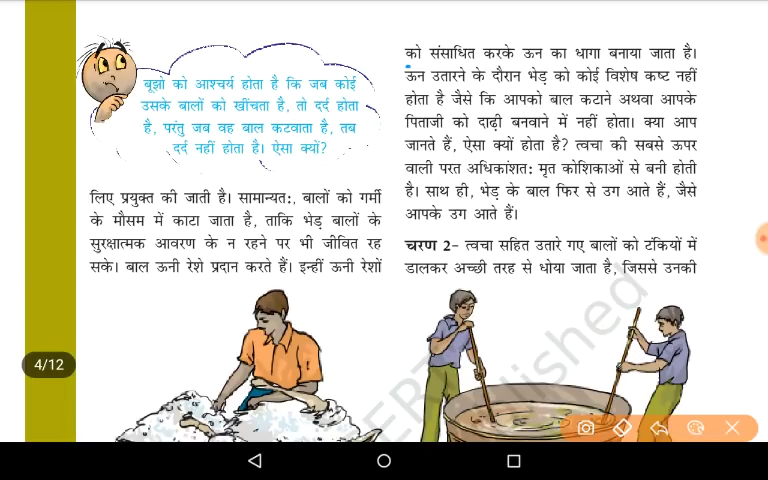 बूझो को आश्चर्य होता है कि जब कोई
उसके बालों को खींचता है, तो दर्द होता
है, परंतु जब वह बाल कटवाता है, तब
दर्द नहीं होता है। ऐसा क्यों?
लिए प्रयुक्त की जाती है। सामान्यत:, बालों को गर्मी
के मौसम में काटा जाता है, ताकि भेड़ बालों के
सुरक्षात्मक आवरण के न रहने पर भी जीवित रह
सके। बाल ऊनी रेशे प्रदान करते हैं। इन्हीं ऊनी रेशों
को संसाधित करके ऊन का धागा बनाया जाता है।
ऊन उतारने के दौरान भेड़ को कोई विशेष कष्ट नहीं
होता है जैसे कि आपको बाल कटाने अथवा आपके
पिताजी को दाढ़ी बनवाने में नहीं होता। क्या आप
जानते हैं, ऐसा क्यों होता है? त्वचा की सबसे ऊपर
वाली परत अधिकांशत: मृत कोशिकाओं से बनी होती
है। साथ ही, भेड़ के बाल फिर से उग आते हैं, जैसे
आपके उग आते हैं।
चरण 2– त्वचा सहित उतारे गए बालों को टंकियों में
डालकर अच्छी तरह से धोया जाता है, जिससे उनकी
4/12